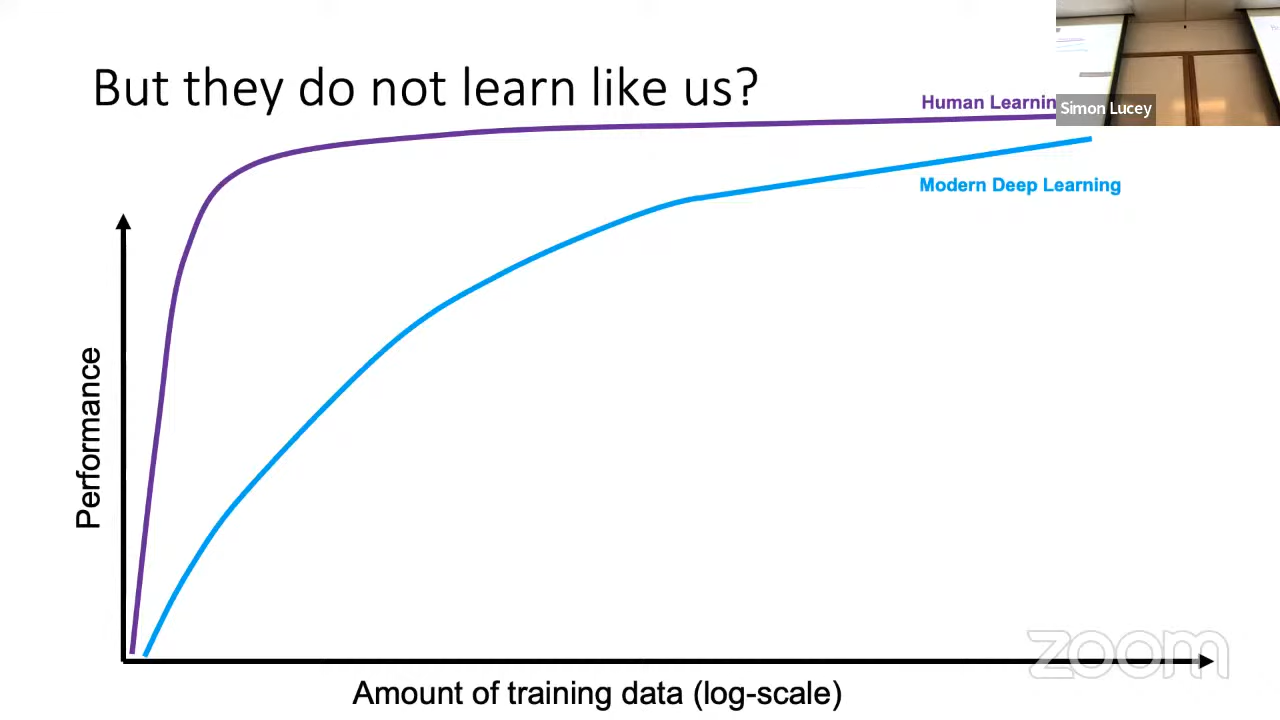 But they do not learn like us?
Human Learnin
Simon Lucey
Modern Deep Learning
Performance
zoom
Amount of training data (log-scale)